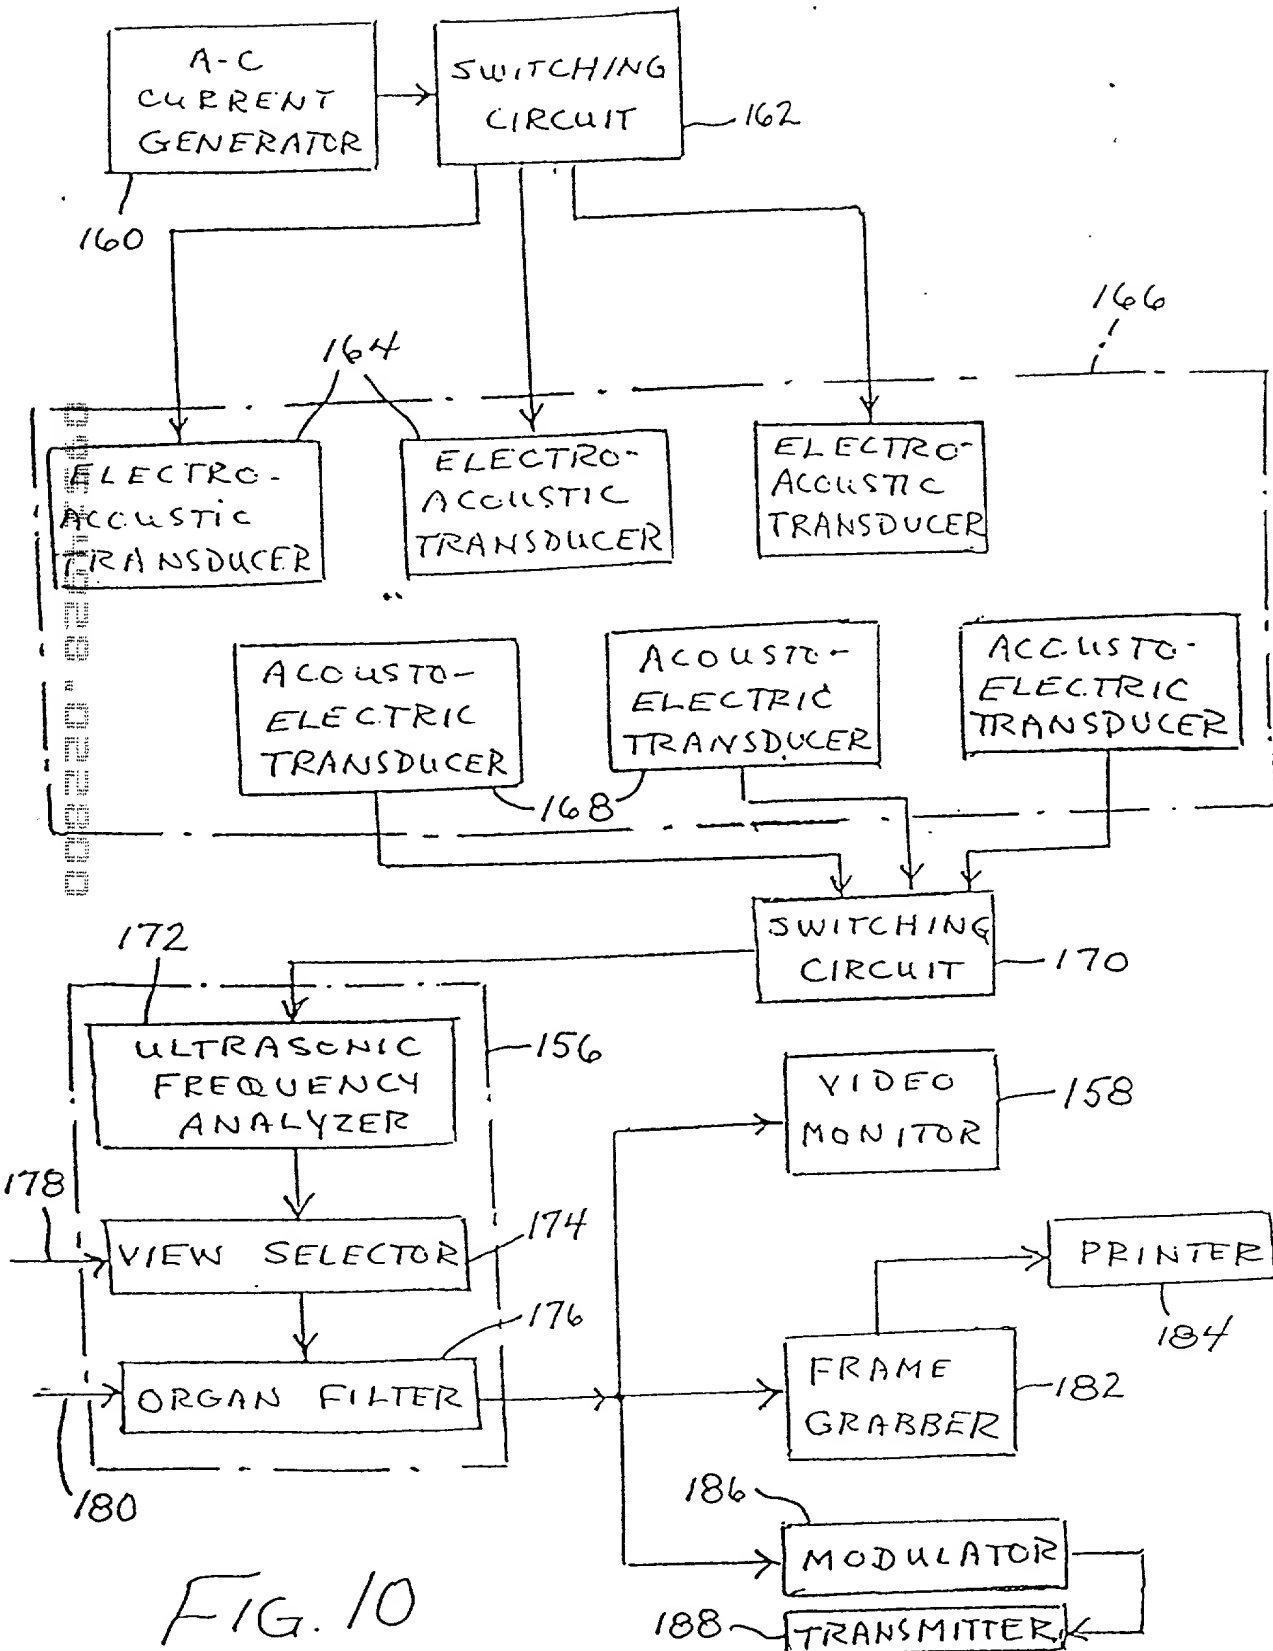 A-C
CURRENT
GENERATOR
SWITCHING
CIRCUIT
162
160
166
164
ELECTRO-
ACOUSTIC
TRANSDUCER
ELECTRO-
ACOUSTIC
TRANSDUCER
ELECTRO-
ACOUSTIC
TRANSDUCER
ACOUSTO-
ELECTRIC
TRANSDUCER
ACOUSTO-
ELECTRIC
TRANSDUCER
ACOUSTO-
ELECTRIC
TRANSDUCER
168
SWITCHING
CIRCUIT
170
172
ULTRASONIC
FREQUENCY
ANALYZER
156
VIDEO
MONITOR
158
178
VIEW SELECTOR
174
PRINTER
184
176
ORGAN FILTER
180
FRAME
GRABBER
182
186
MODULATOR
188
TRANSMITTER
FIG. 10